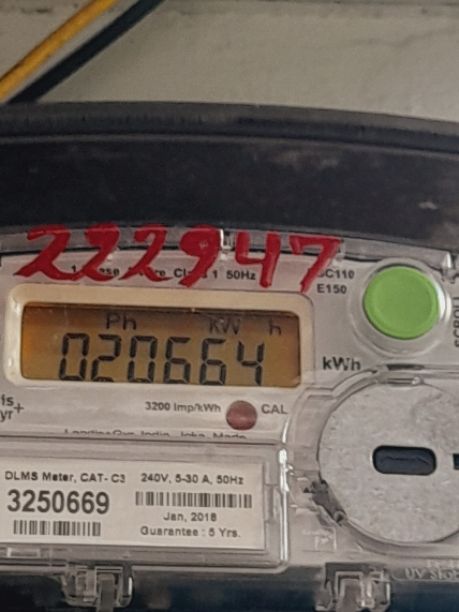 222947
50Hz
E150
Ph kW h
020664
kWh
3200 Imp/kWh CAL
DLMS Meter, CAT- C3 240V, 5-30 A, 50Hz
3250669
Jan, 2018
Guarantee : 5 Yrs.